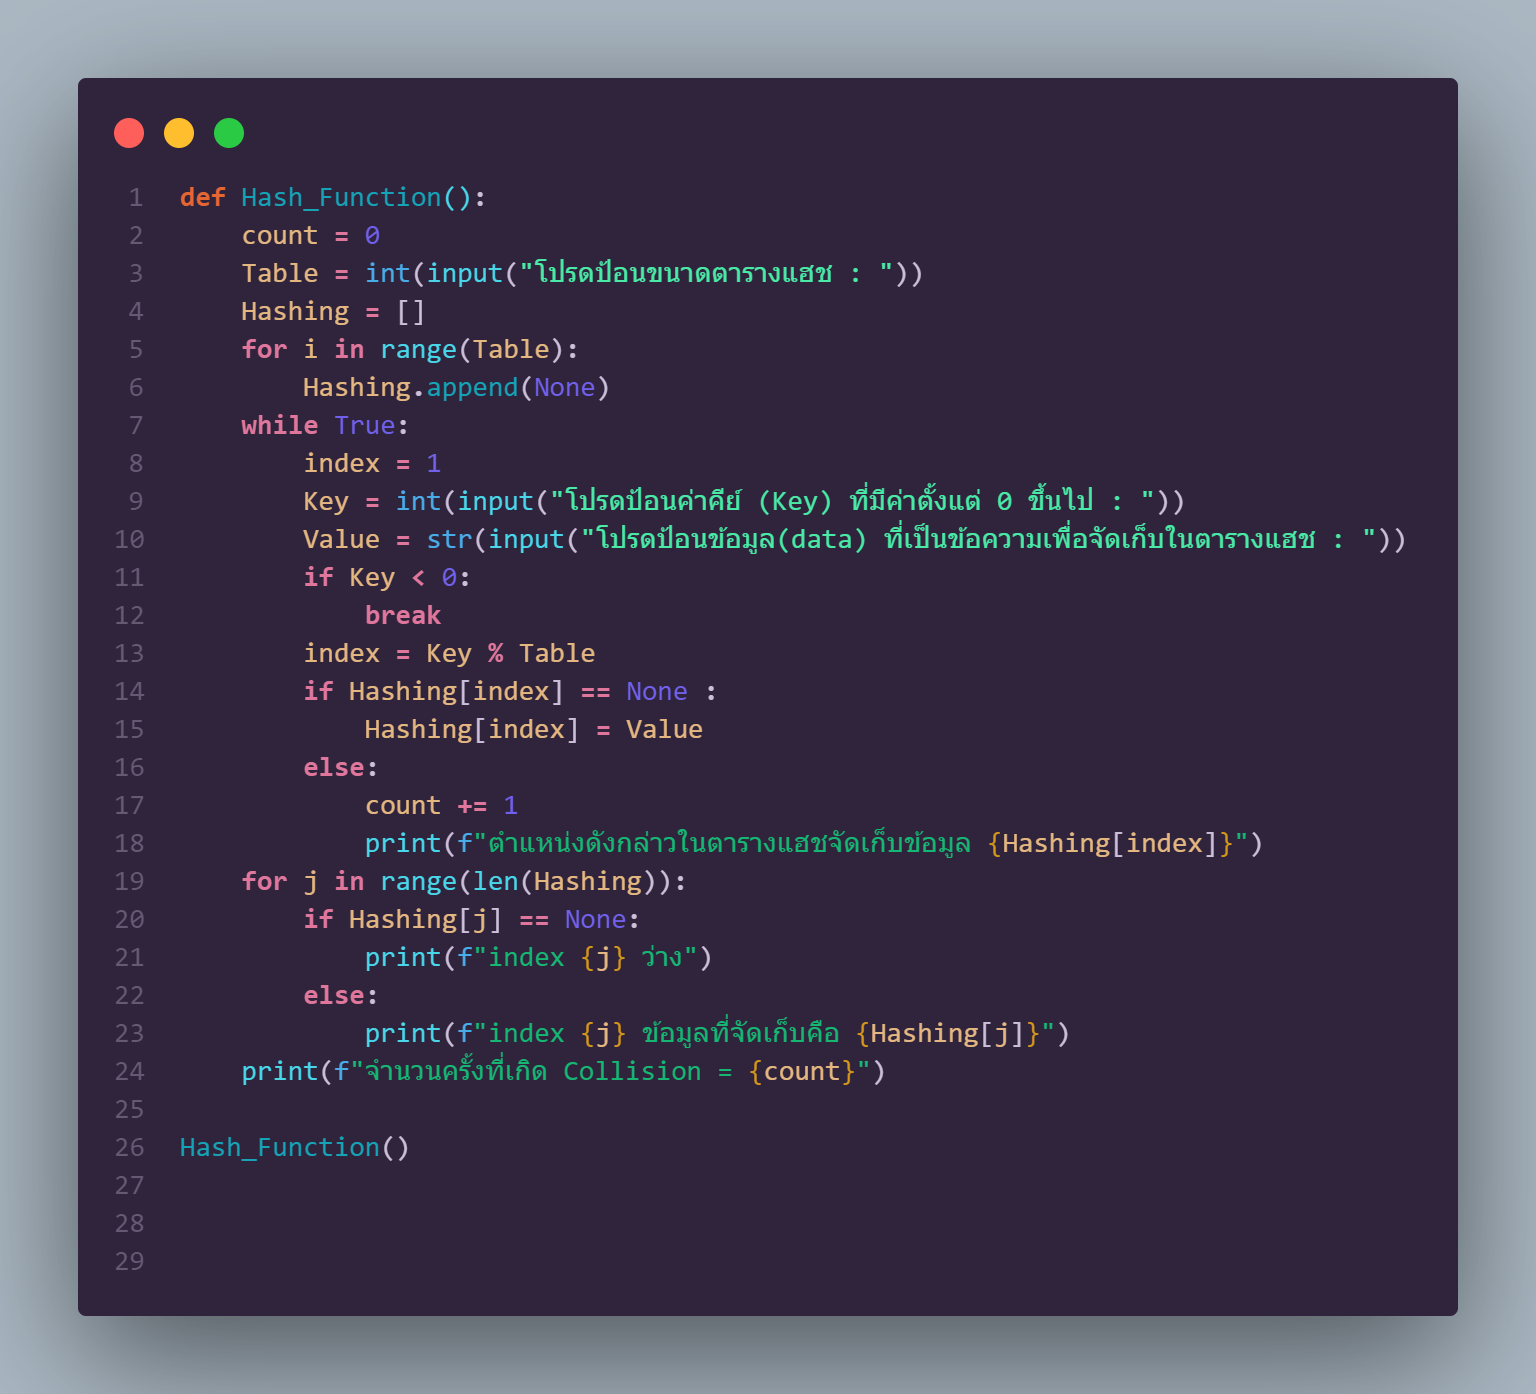 1 def Hash_Function():
2     count = 0
3     Table = int(input("โปรดป้อนขนาดตารางแฮช : "))
4     Hashing = []
5     for i in range(Table):
6         Hashing.append(None)
7     while True:
8         index = 1
9         Key = int(input("โปรดป้อนค่าคีย์ (Key) ที่มีค่าตั้งแต่ 0 ขึ้นไป : "))
10         Value = str(input("โปรดป้อนข้อมูล(data) ที่เป็นข้อความเพื่อจัดเก็บในตารางแฮช : "))
11         if Key < 0:
12             break
13         index = Key % Table
14         if Hashing[index] == None :
15             Hashing[index] = Value
16         else:
17             count += 1
18             print(f"ตำแหน่งดังกล่าวในตารางแฮชจัดเก็บข้อมูล {Hashing[index]}")
19     for j in range(len(Hashing)):
20         if Hashing[j] == None:
21             print(f"index {j} ว่าง")
22         else:
23             print(f"index {j} ข้อมูลที่จัดเก็บคือ {Hashing[j]}")
24     print(f"จำนวนครั้งที่เกิด Collision = {count}")
25
26 Hash_Function()
27
28
29